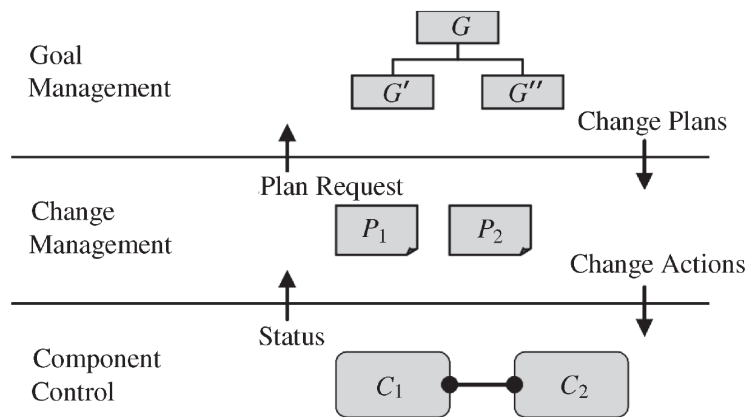 G
Goal
Management
G′ G″
Change Plans
Plan Request
Change
Management
P₁ P₂
Change Actions
Status
Component
Control
C₁ C₂